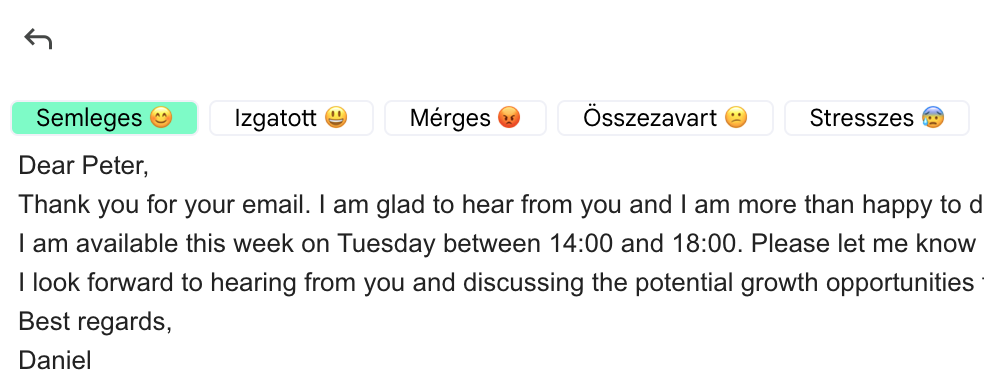 Semleges 😊 Izgatott 😃 Mérges 😡 Összezavart 😕 Stresszes 😰
Dear Peter,
Thank you for your email. I am glad to hear from you and I am more than happy to d
I am available this week on Tuesday between 14:00 and 18:00. Please let me know
I look forward to hearing from you and discussing the potential growth opportunities
Best regards,
Daniel